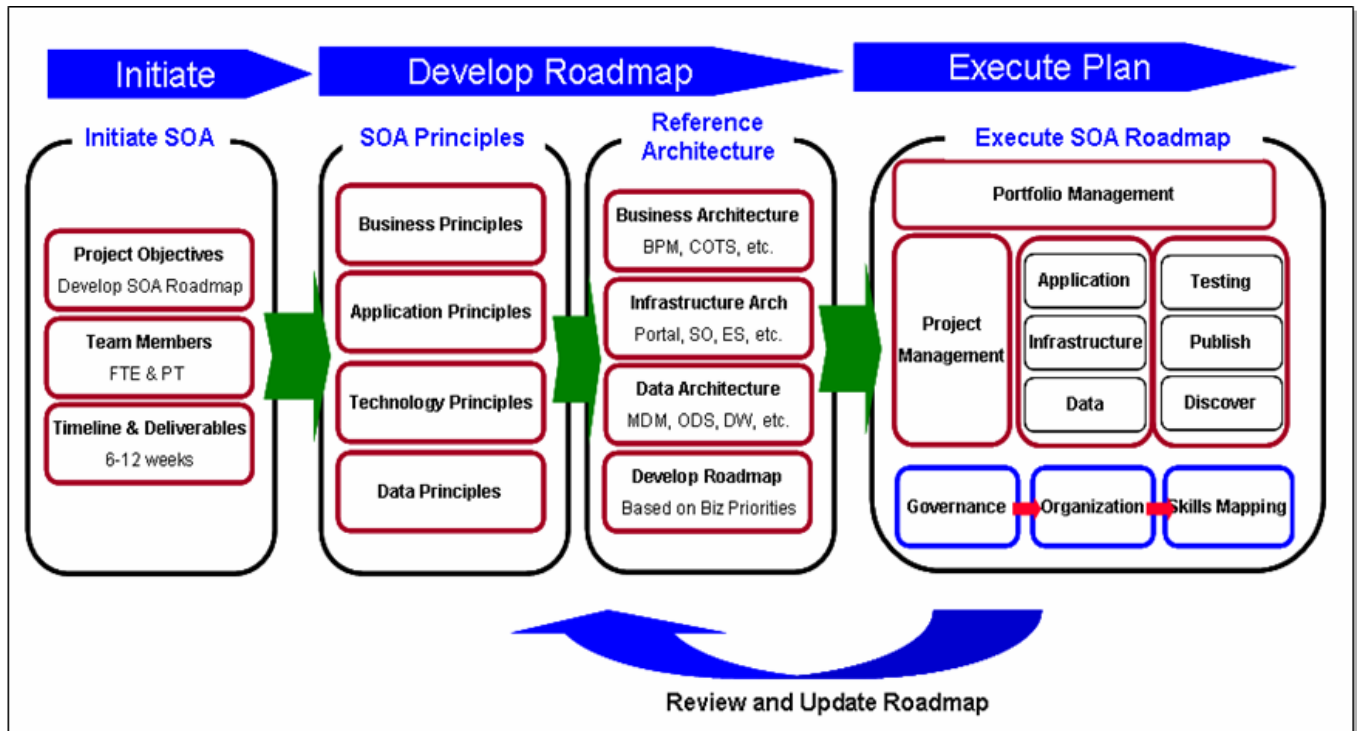 Initiate
Develop Roadmap
Execute Plan
Initiate SOA
Project Objectives
Develop SOA Roadmap
Team Members
FTE & PT
Timeline & Deliverables
6-12 weeks
SOA Principles
Business Principles
Application Principles
Technology Principles
Data Principles
Reference
Architecture
Business Architecture
BPM, COTS, etc.
Infrastructure Arch
Portal, SO, ES, etc.
Data Architecture
MDM, ODS, DW, etc.
Develop Roadmap
Based on Biz Priorities
Execute SOA Roadmap
Portfolio Management
Project
Management
Application
Infrastructure
Data
Testing
Publish
Discover
Governance
Organization
Skills Mapping
Review and Update Roadmap